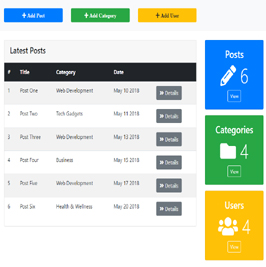 + Add Post + Add Category + Add User
Latest Posts
# Title Category Date
1 Post One Web Development May 10 2018 Details
2 Post Two Tech Gadgets May 11 2018 Details
3 Post Three Web Development May 13 2018 Details
4 Post Four Business May 15 2018 Details
5 Post Five Web Development May 17 2018 Details
6 Post Six Health & Wellness May 20 2018 Details
Posts
6
View
Categories
4
View
Users
4
View